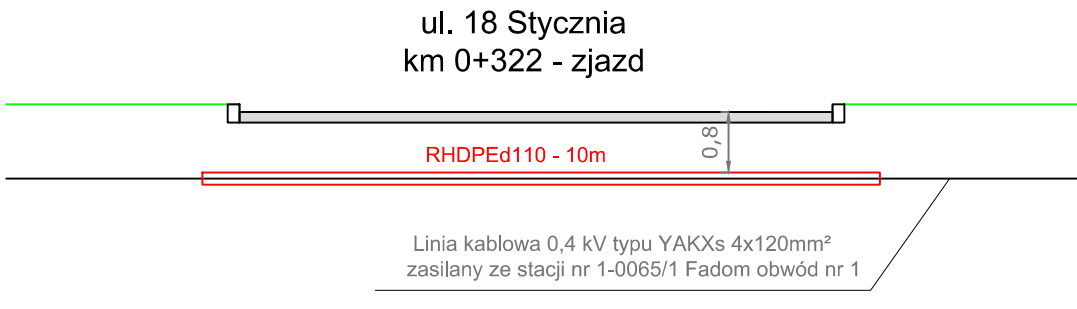 ul. 18 Stycznia
km 0+322 - zjazd
0,8
RHDPEd110 - 10m
Linia kablowa 0,4 kV typu YAKXs 4x120mm²
zasilany ze stacji nr 1-0065/1 Fadom obwód nr 1